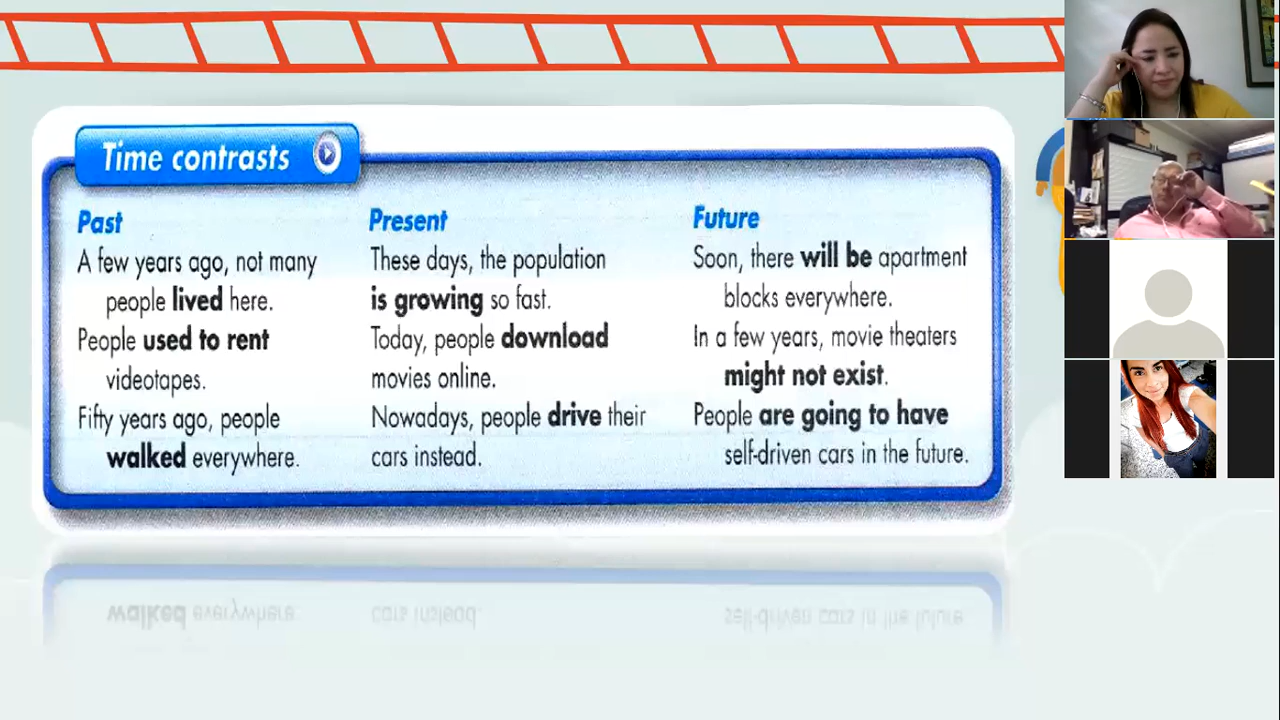 Time contrasts
Past
A few years ago, not many
people lived here.
People used to rent
videotapes.
Fifty years ago, people
walked everywhere.
Present
These days, the population
is growing so fast.
Today, people download
movies online.
Nowadays, people drive their
cars instead.
Future
Soon, there will be apartment
blocks everywhere.
In a few years, movie theaters
might not exist.
People are going to have
self-driven cars in the future.